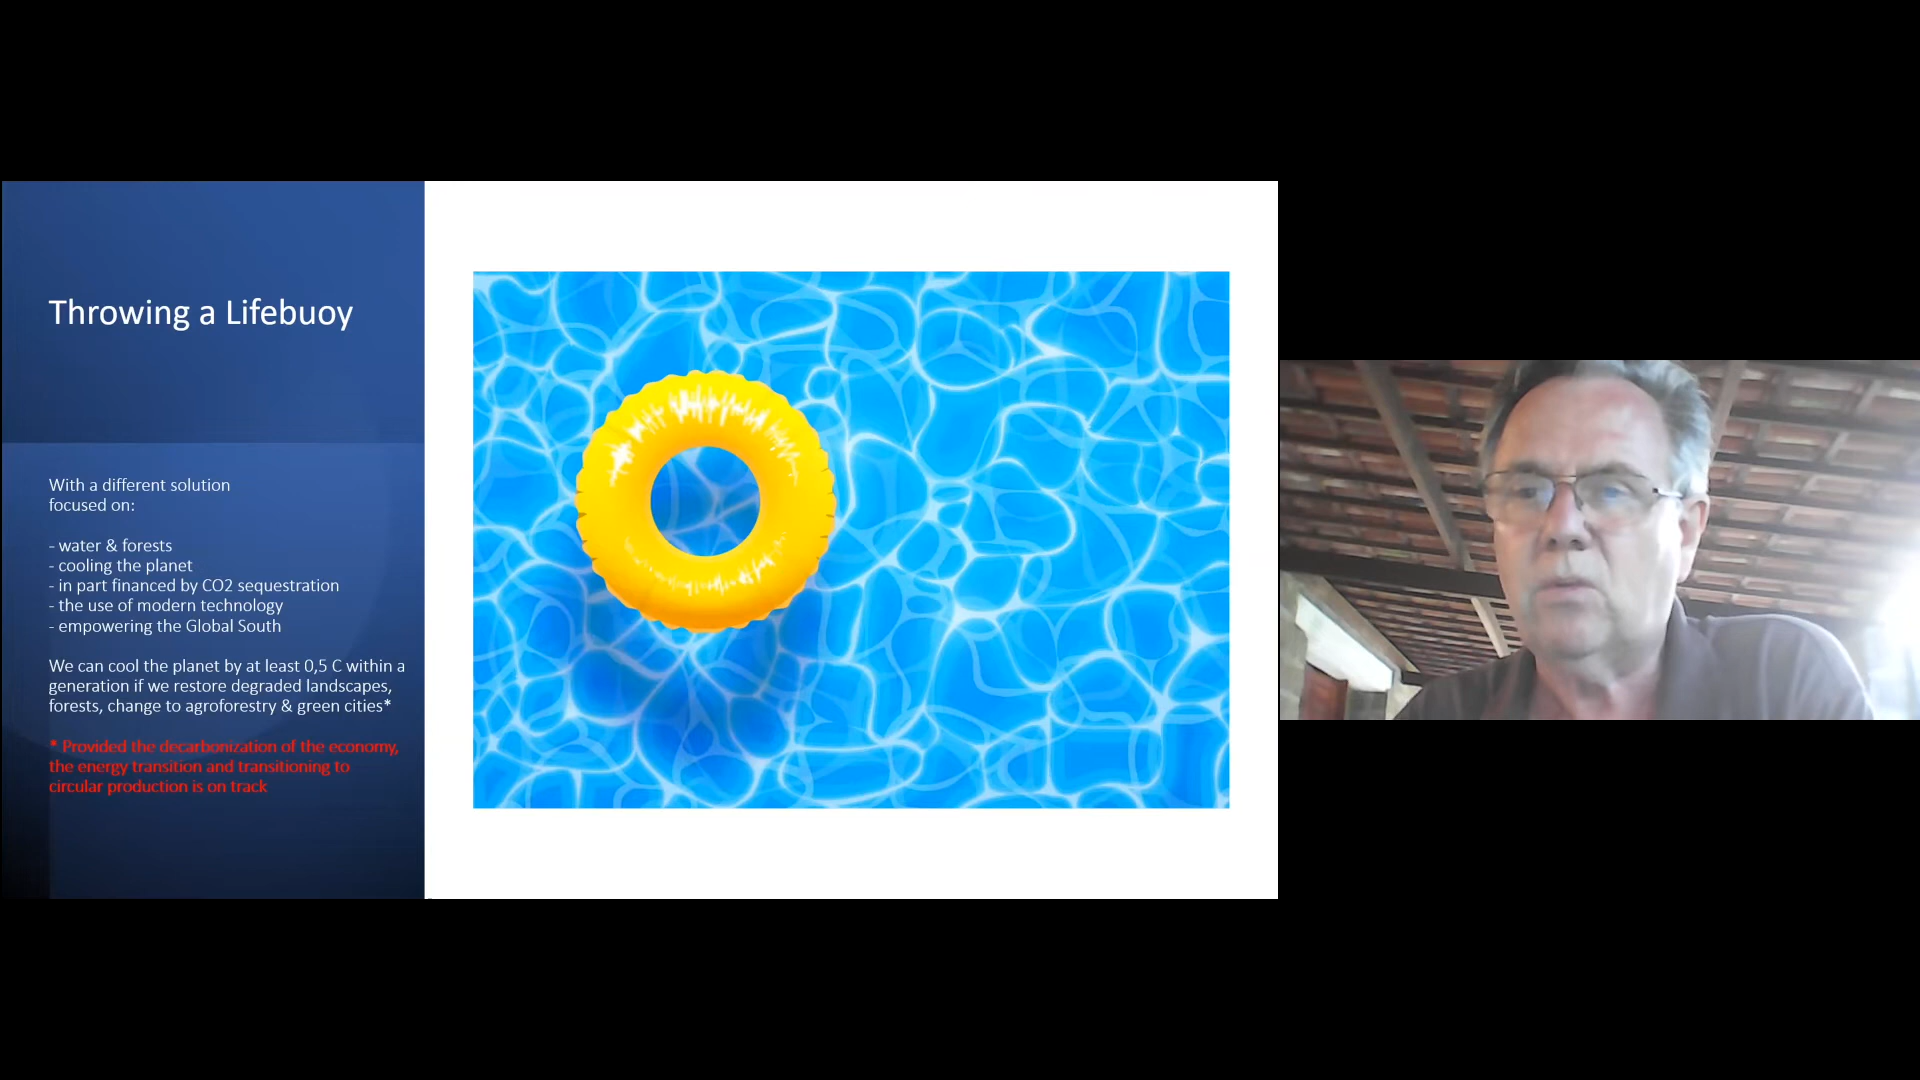 Throwing a Lifebuoy
With a different solution
focused on:
- water & forests
- cooling the planet
- in part financed by CO2 sequestration
- the use of modern technology
- empowering the Global South
We can cool the planet by at least 0,5 C within a
generation if we restore degraded landscapes,
forests, change to agroforestry & green cities*
* Provided the decarbonization of the economy,
the energy transition and transitioning to
circular production is on track